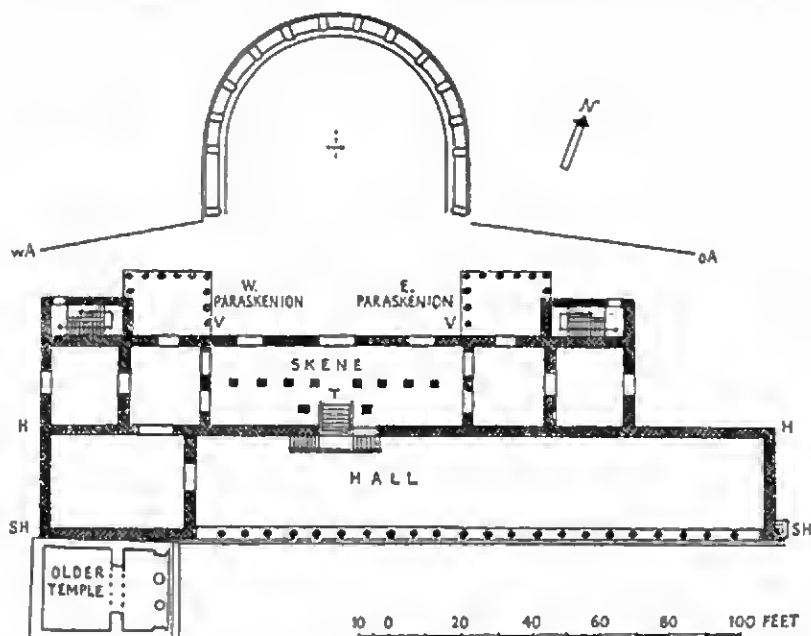 N
wA
oA
W.
PARASKENION
V
E.
PARASKENION
V
SKENE
T
H
H
HALL
SH
SH
OLDER
TEMPLE
10 0 20 40 60 80 100 FEET